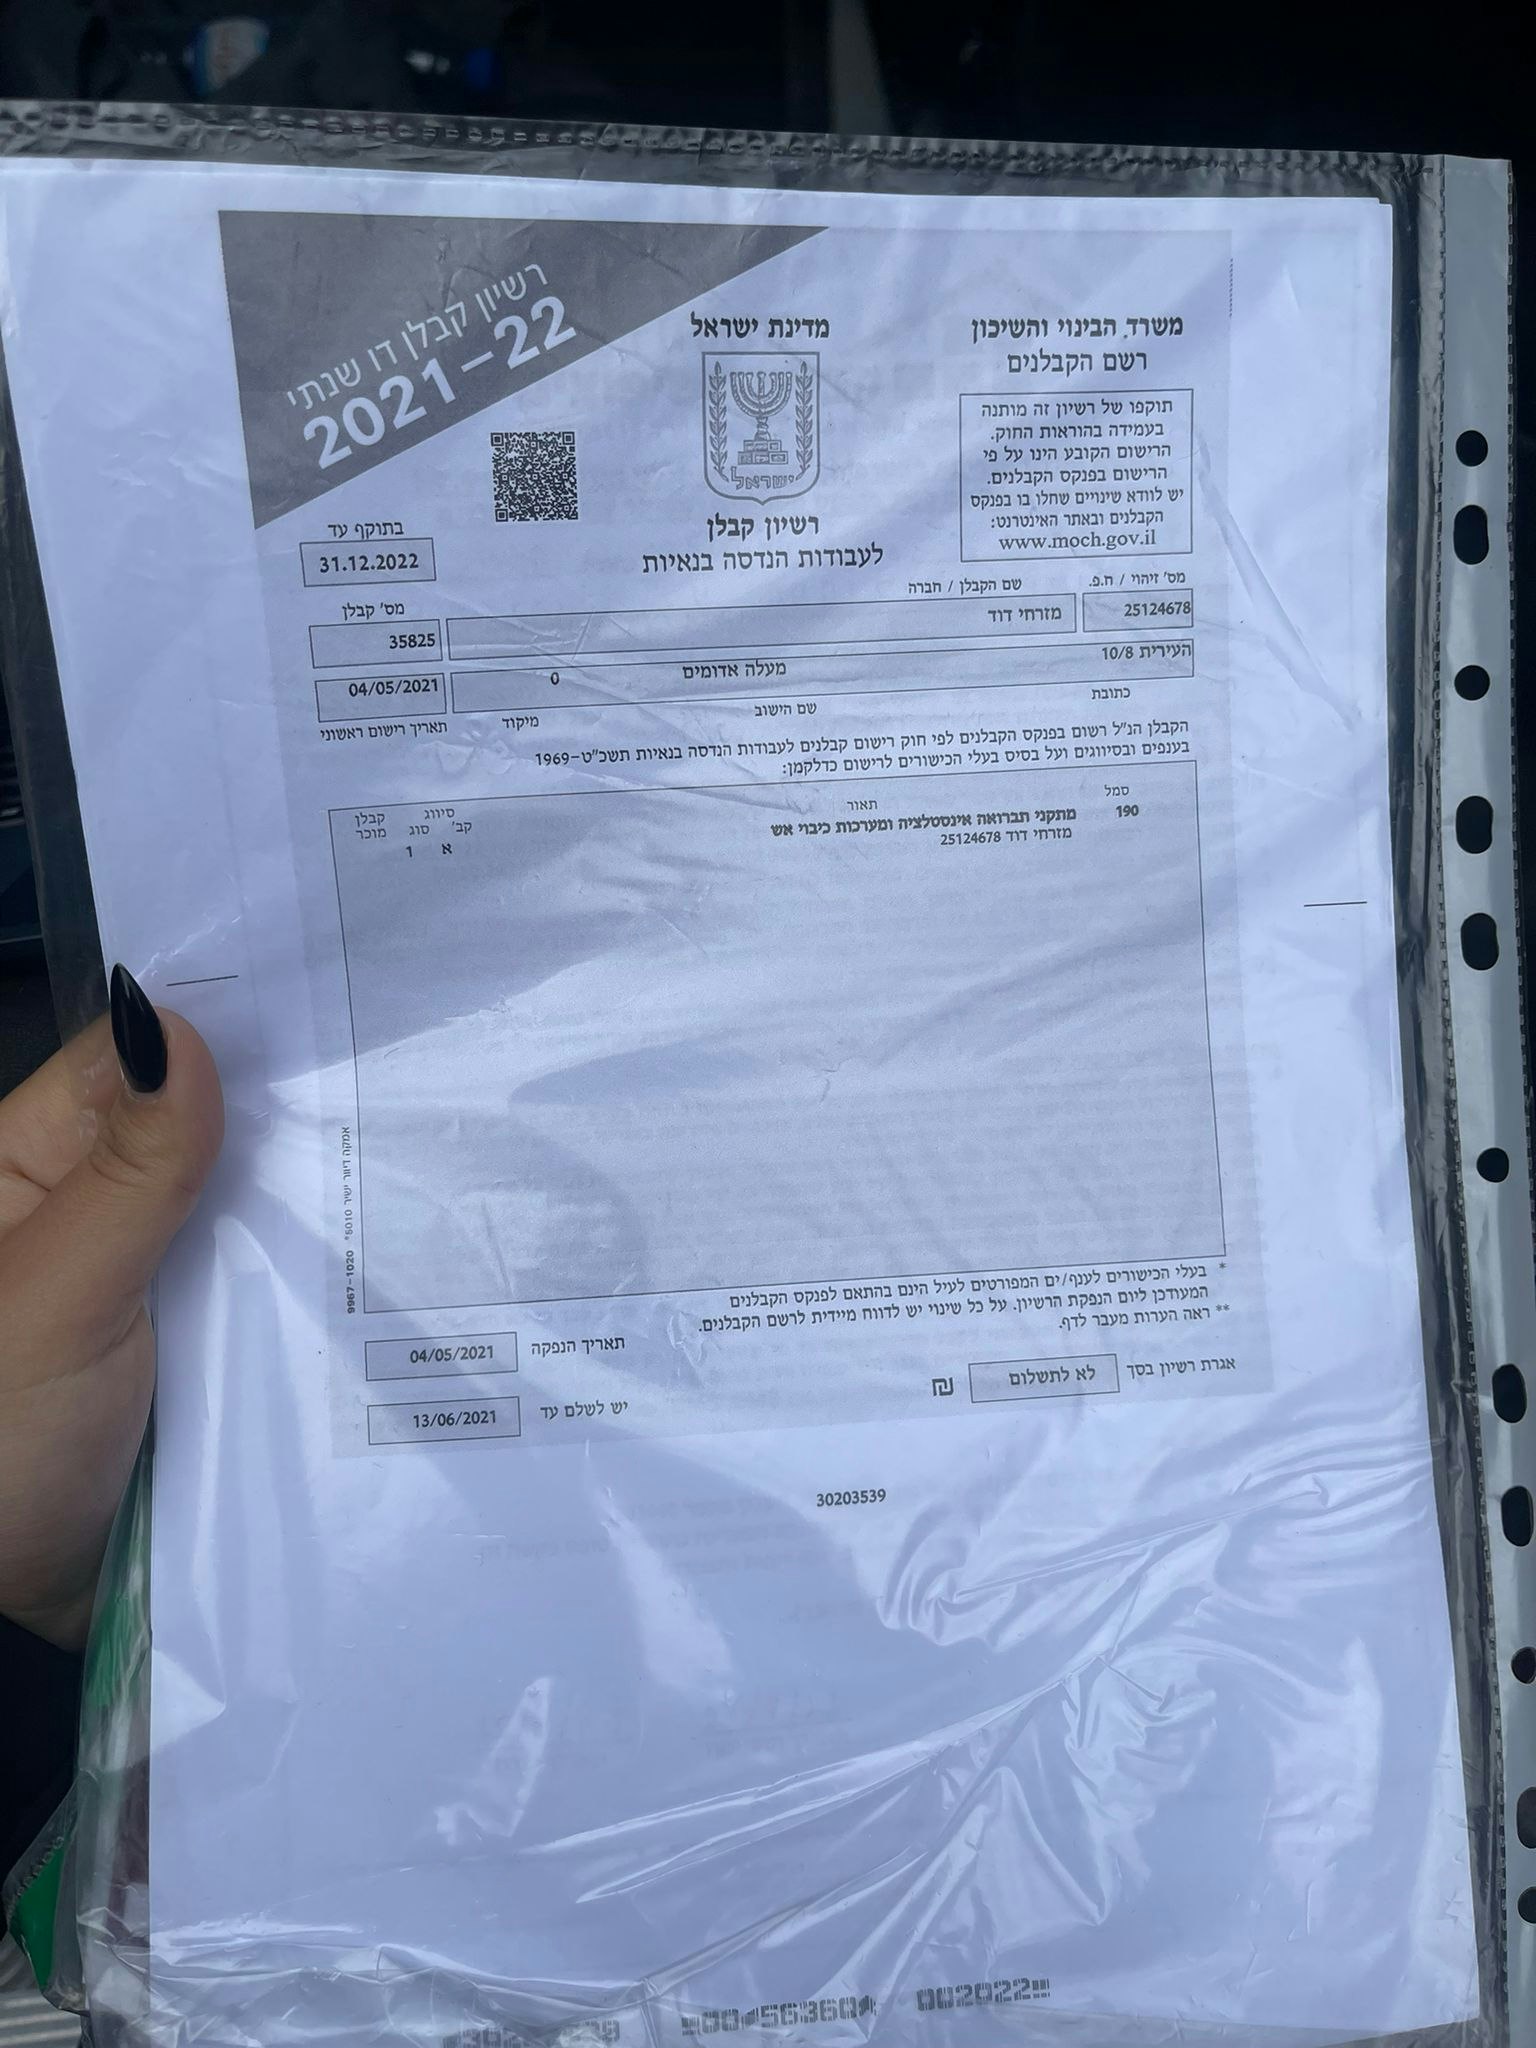 רשיון קבלן דו שנתי
2021-22
משרד הבינוי והשיכון
רשם הקבלנים
מדינת ישראל
ישראל
תוקפו של רשיון זה מותנה
בעמידה בהוראות החוק.
הרישום הקובע הינו על פי
הרישום בפנקס הקבלנים.
יש לוודא שינויים שחלו בו בפנקס
הקבלנים ובאתר האינטרנט:
www.moch.gov.il
רשיון קבלן
לעבודות הנדסה בנאיות
בתוקף עד
31.12.2022
מס' זיהוי / ח.פ. שם הקבלן / חברה מס' קבלן
25124678 מזרחי דוד 35825
העירית 10/8 מעלה אדומים 0 04/05/2021
כתובת שם הישוב מיקוד תאריך רישום ראשוני
הקבלן הנ"ל רשום בפנקס הקבלנים לפי חוק רישום קבלנים לעבודות הנדסה בנאיות תשכ"ט-1969
בענפים ובסיווגים ועל בסיס בעלי הכישורים לרישום כדלקמן:
סמל תאור סיווג קבלן
קב' סוג מוכר
190 מתקני תברואה אינסטלציה ומערכות כיבוי אש א 1
מזרחי דוד 25124678
9967-1020
* בעלי הכישורים לענף/ים המפורטים לעיל הינם בהתאם לפנקס הקבלנים
המעודכן ליום הנפקת הרשיון. על כל שינוי יש לדווח מיידית לרשם הקבלנים.
** ראה הערות מעבר לדף.
אגרת רשיון בסך לא לתשלום ₪
תאריך הנפקה 04/05/2021
יש לשלם עד 13/06/2021
30203539